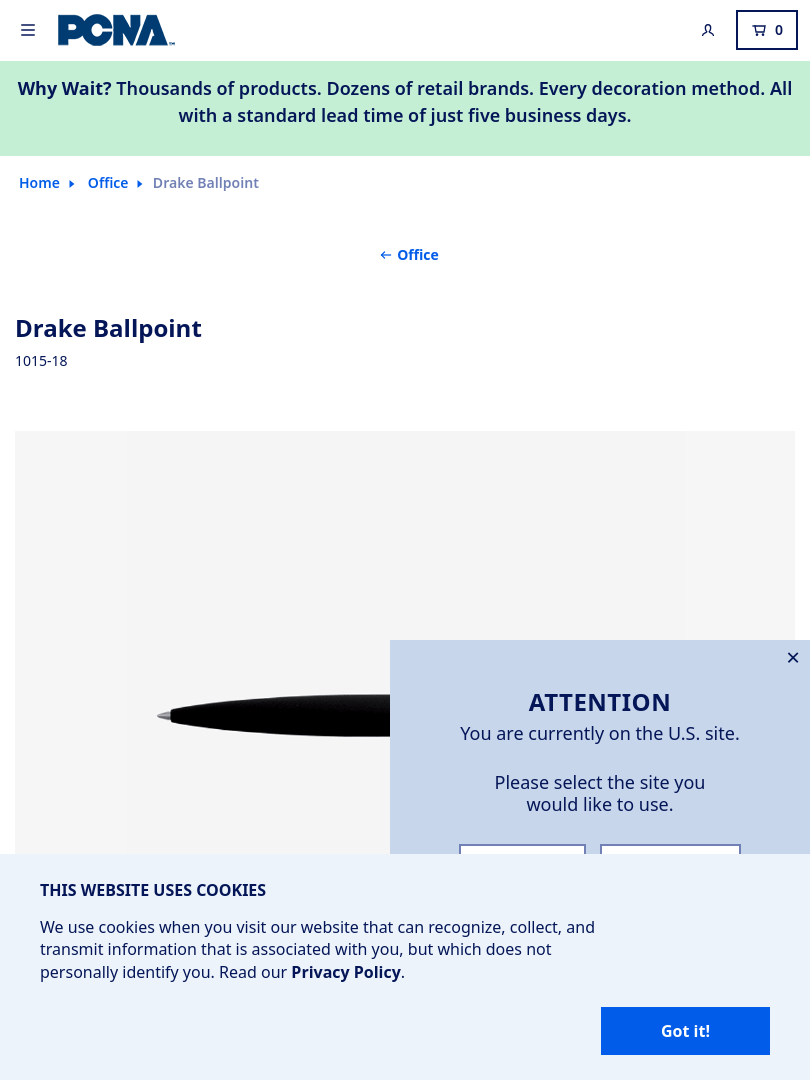 PCNA™
0
Why Wait? Thousands of products. Dozens of retail brands. Every decoration method. All
with a standard lead time of just five business days.
Home Office Drake Ballpoint
Office
Drake Ballpoint
1015-18
ATTENTION
You are currently on the U.S. site.
Please select the site you
would like to use.
THIS WEBSITE USES COOKIES
We use cookies when you visit our website that can recognize, collect, and
transmit information that is associated with you, but which does not
personally identify you. Read our Privacy Policy.
Got it!